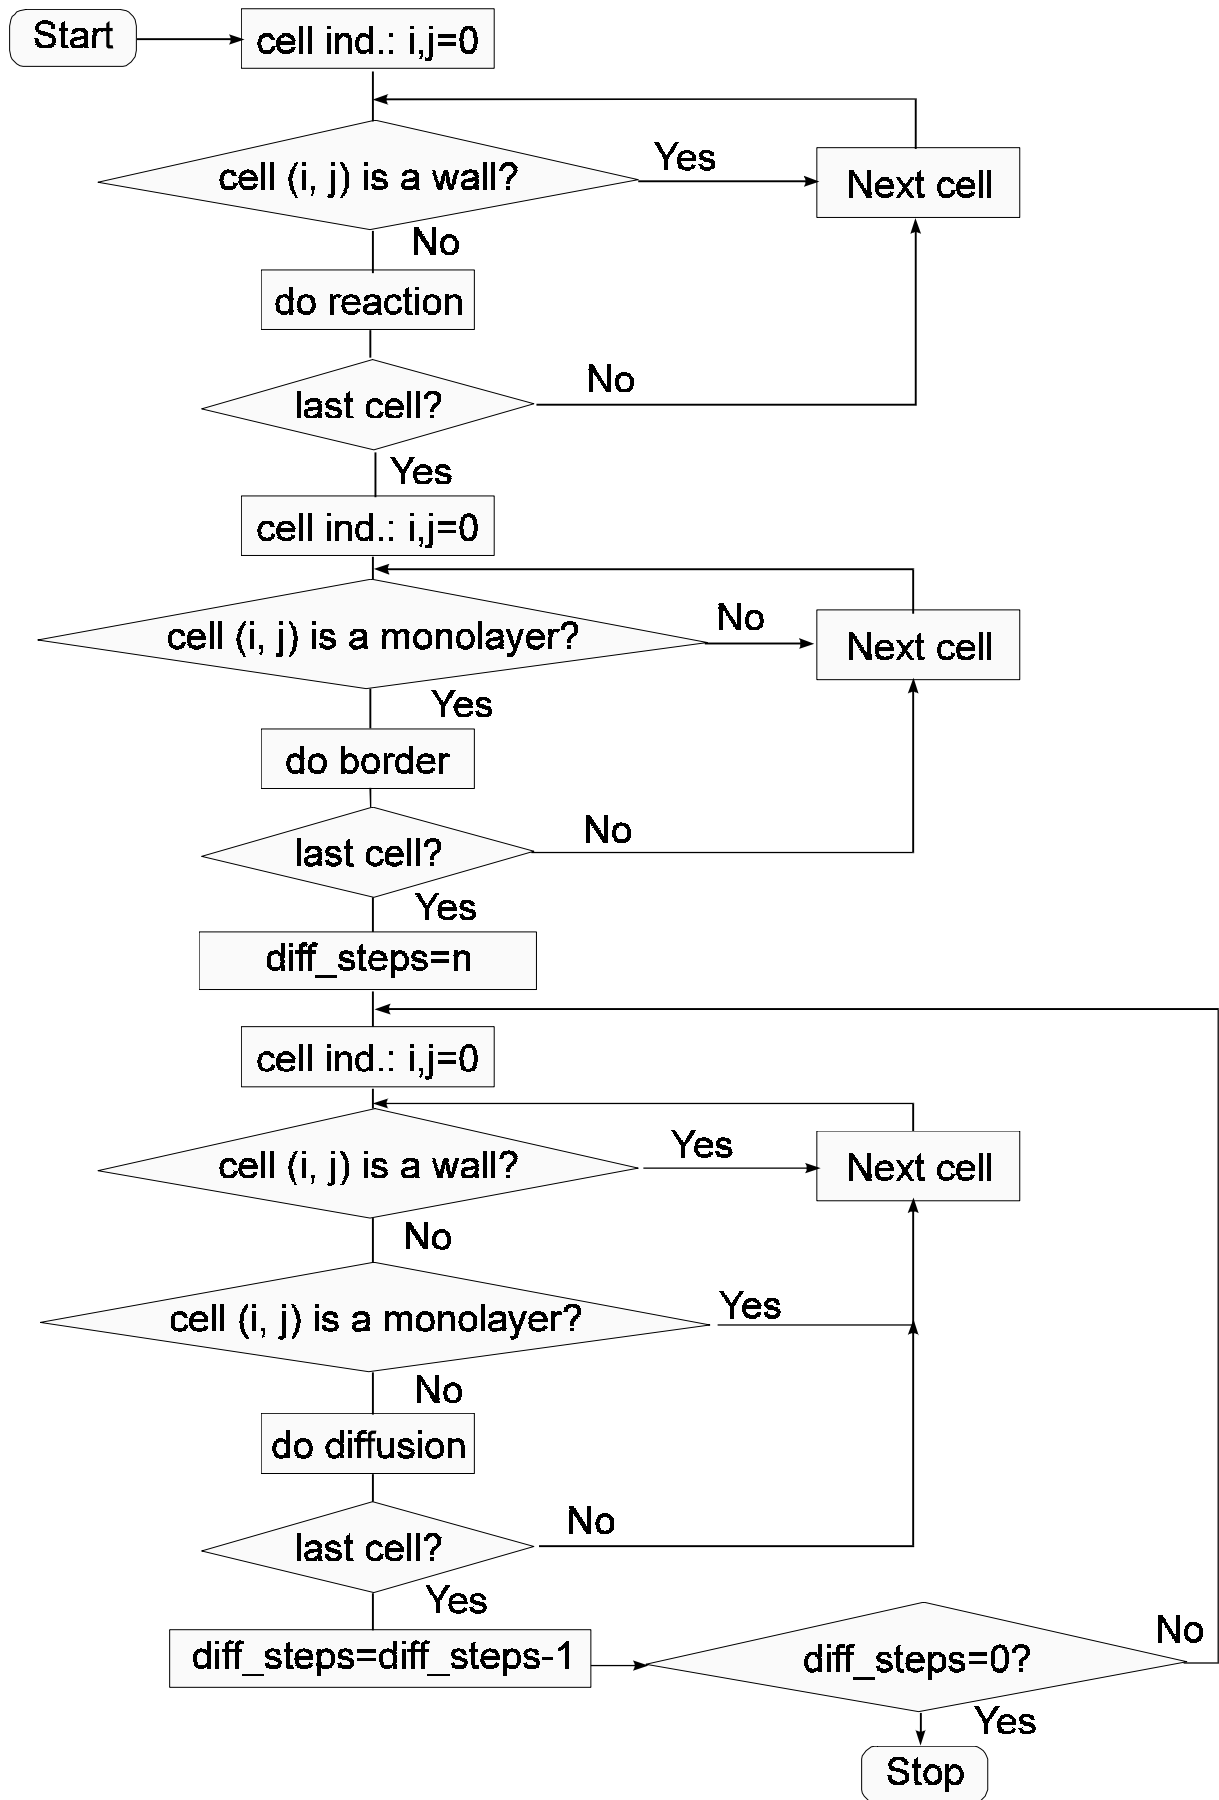 Start
cell ind.: i,j=0
cell (i, j) is a wall?
Yes
Next cell
No
do reaction
last cell?
No
Yes
cell ind.: i,j=0
cell (i, j) is a monolayer?
No
Next cell
Yes
do border
last cell?
No
Yes
diff_steps=n
cell ind.: i,j=0
cell (i, j) is a wall?
Yes
Next cell
No
cell (i, j) is a monolayer?
Yes
No
do diffusion
last cell?
No
Yes
diff_steps=diff_steps-1
diff_steps=0?
No
Yes
Stop